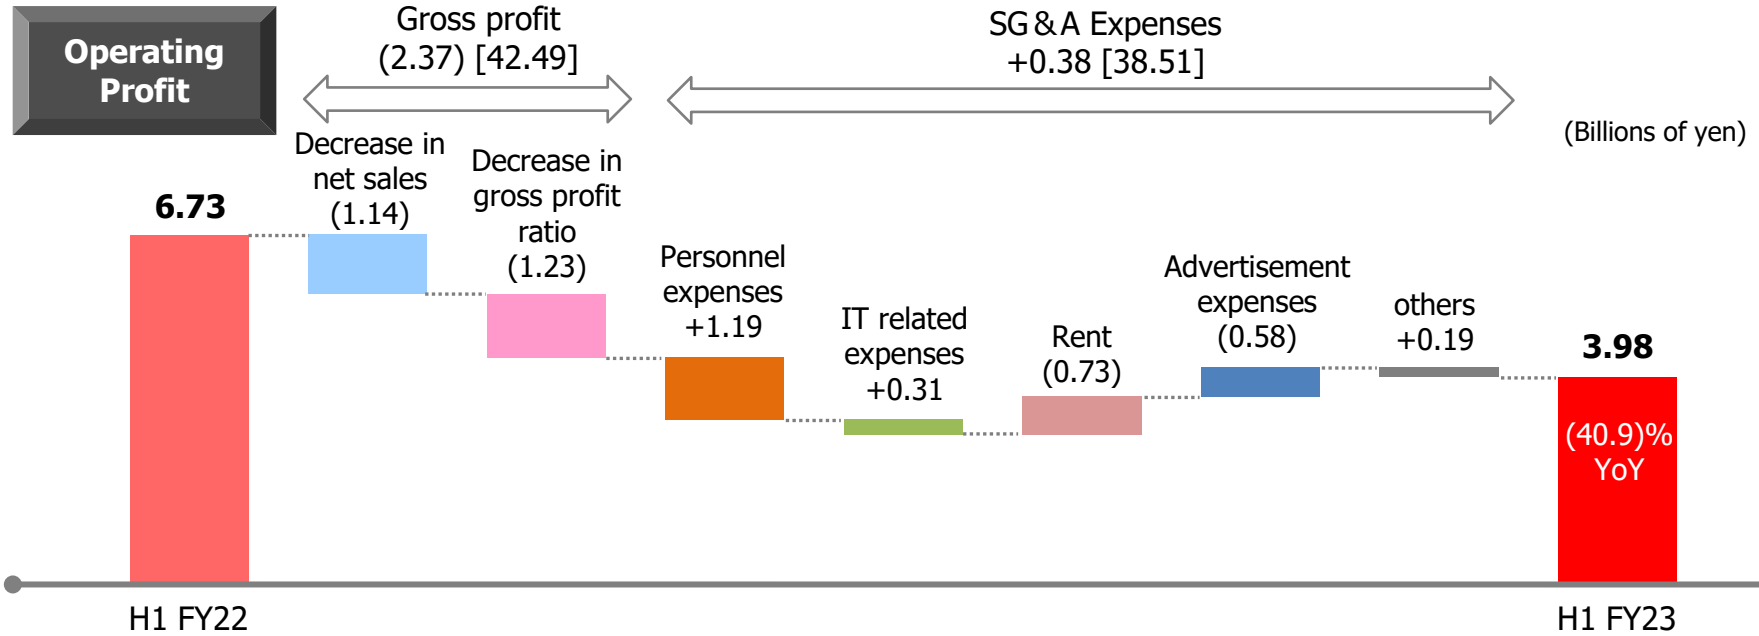 Operating
Profit
Gross profit
(2.37) [42.49]
SG&A Expenses
+0.38 [38.51]
(Billions of yen)
6.73
Decrease in
net sales
(1.14)
Decrease in
gross profit
ratio
(1.23)
Personnel
expenses
+1.19
IT related
expenses
+0.31
Rent
(0.73)
Advertisement
expenses
(0.58)
others
+0.19
3.98
(40.9)%
YoY
H1 FY22
H1 FY23